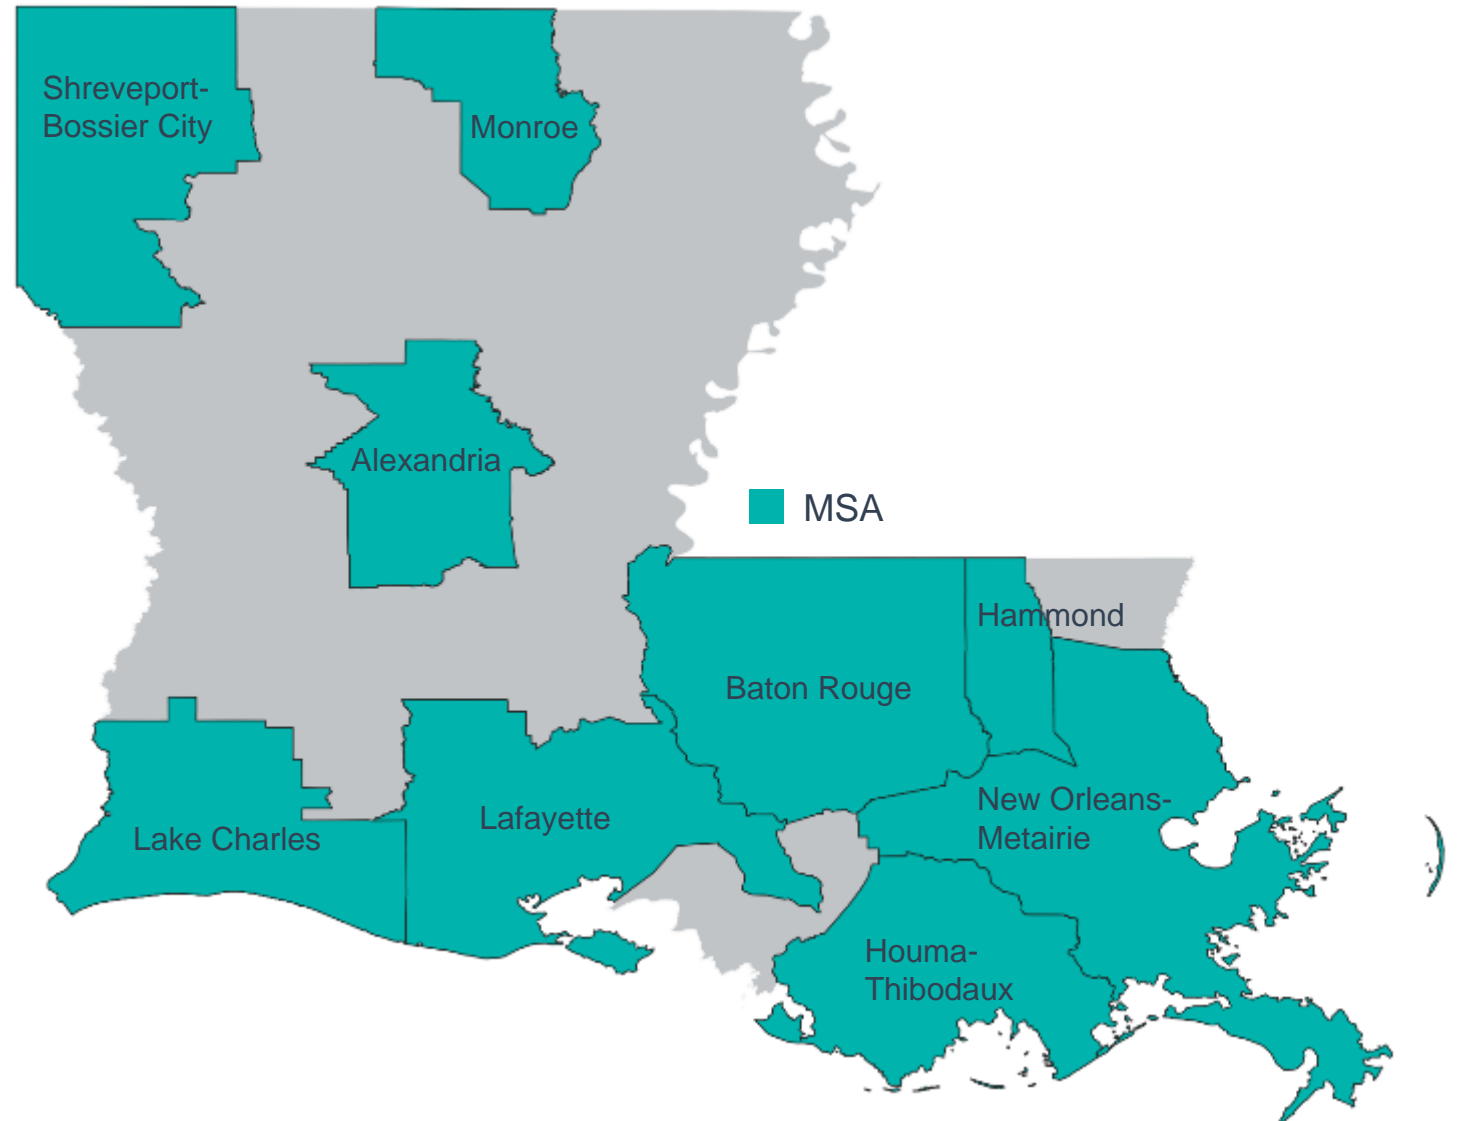 Shreveport-
Bossier City
Monroe
Alexandria
MSA
Hammond
Baton Rouge
New Orleans-
Metairie
Lafayette
Lake Charles
Houma-
Thibodaux